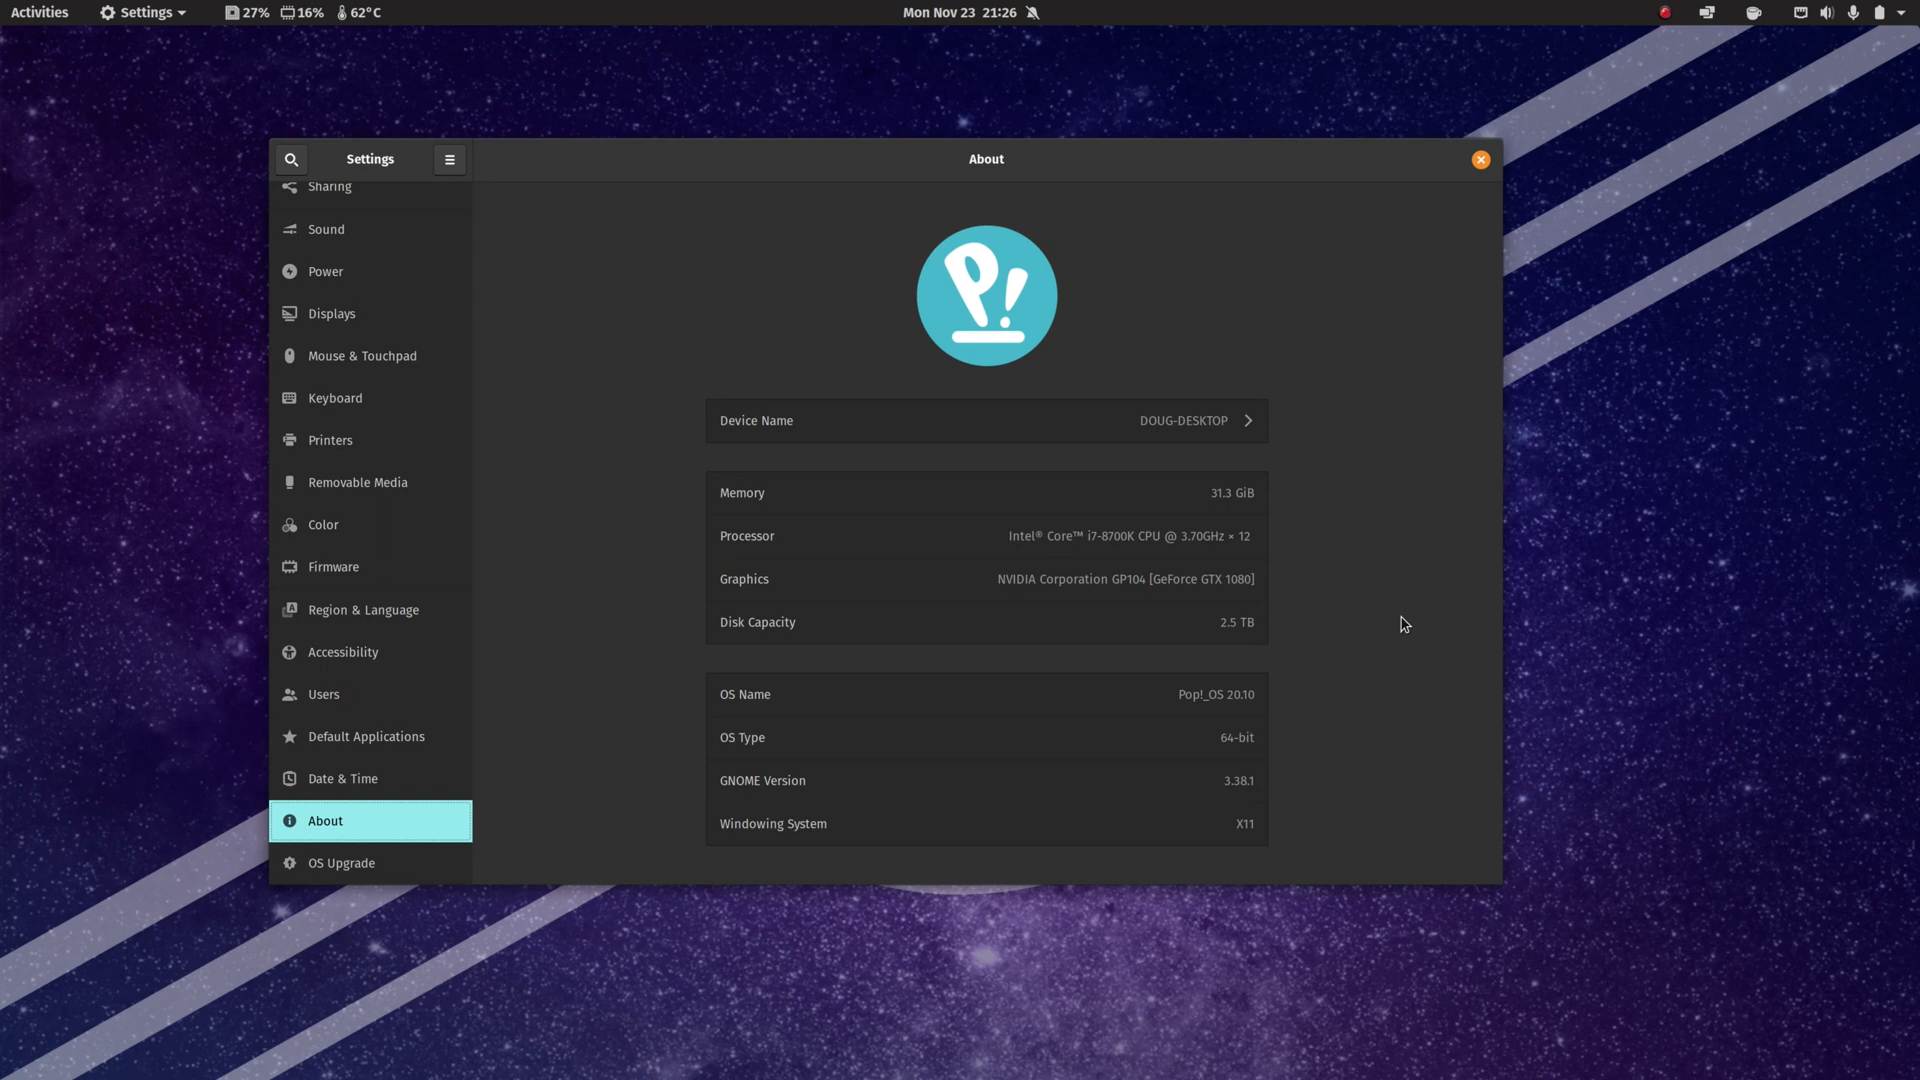 Activities Settings 27% 16% 62°C Mon Nov 23 21:26
Settings About
Sharing
Sound
Power
Displays
Mouse & Touchpad
Keyboard
Printers
Removable Media
Color
Firmware
Region & Language
Accessibility
Users
Default Applications
Date & Time
About
OS Upgrade
P!
Device Name DOUG-DESKTOP
Memory 31.3 GiB
Processor Intel® Core™ i7-8700K CPU @ 3.70GHz × 12
Graphics NVIDIA Corporation GP104 [GeForce GTX 1080]
Disk Capacity 2.5 TB
OS Name Pop!_OS 20.10
OS Type 64-bit
GNOME Version 3.38.1
Windowing System X11